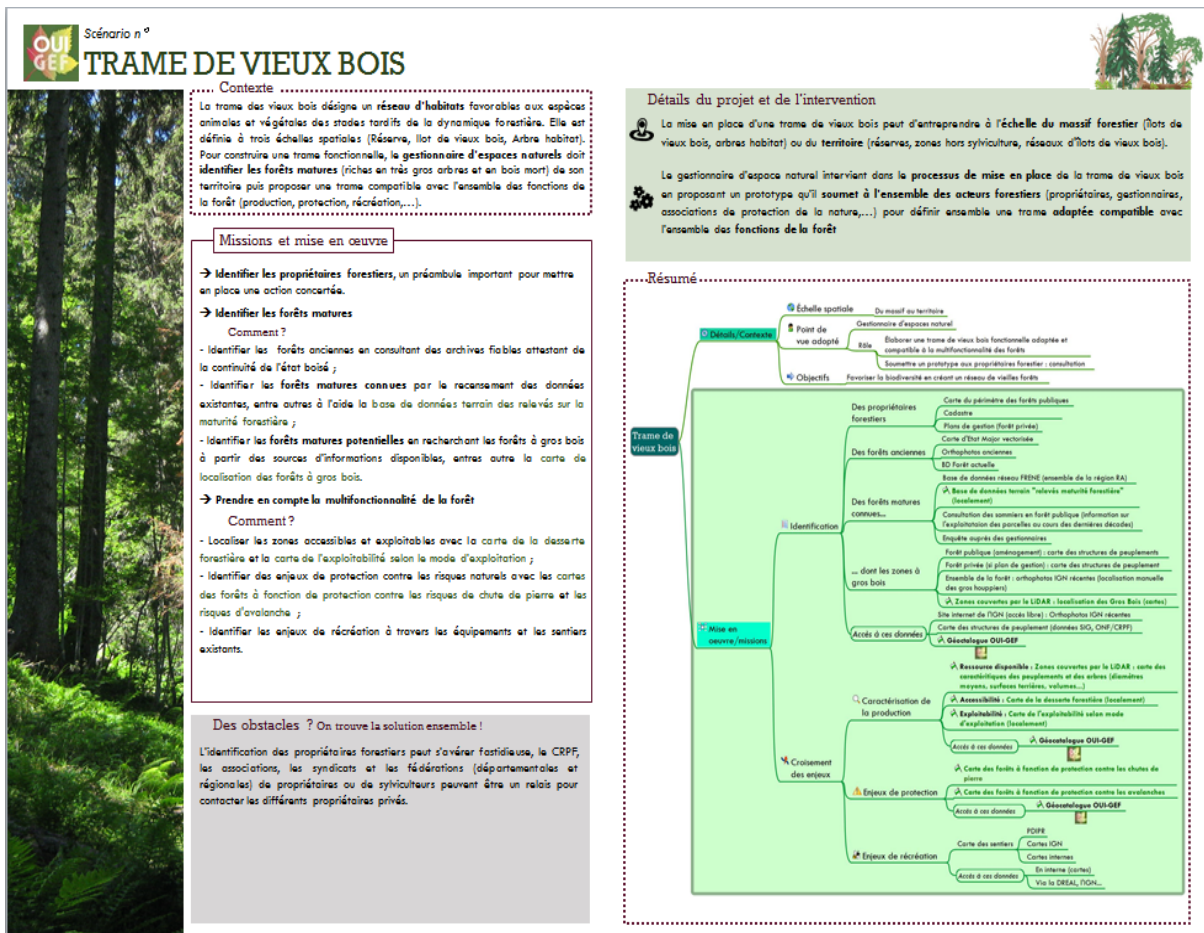 OUI
GEF
Scénario n°
TRAME DE VIEUX BOIS
Contexte
La trame des vieux bois désigne un réseau d'habitats favorables aux espèces
animales et végétales des stades tardifs de la dynamique forestière. Elle est
définie à trois échelles spatiales (Réserve, Ilot de vieux bois, Arbre habitat).
Pour construire une trame fonctionnelle, le gestionnaire d'espaces naturels doit
identifier les forêts matures (riches en très gros arbres et en bois mort) de son
territoire puis proposer une trame compatible avec l'ensemble des fonctions de
la forêt (production, protection, récréation,...).
Missions et mise en œuvre
→ Identifier les propriétaires forestiers, un préambule important pour mettre
en place une action concertée.
→ Identifier les forêts matures
Comment ?
- Identifier les forêts anciennes en consultant des archives fiables attestant de
la continuité de l'état boisé ;
- Identifier les forêts matures connues par le recensement des données
existantes, entre autres à l'aide la base de données terrain des relevés sur la
maturité forestière ;
- Identifier les forêts matures potentielles en recherchant les forêts à gros bois
à partir des sources d'informations disponibles, entres autre la carte de
localisation des forêts à gros bois.
→ Prendre en compte la multifonctionnalité de la forêt
Comment ?
- Localiser les zones accessibles et exploitables avec la carte de la desserte
forestière et la carte de l'exploitabilité selon le mode d'exploitation ;
- Identifier des enjeux de protection contre les risques naturels avec les cartes
des forêts à fonction de protection contre les risques de chute de pierre et les
risques d'avalanche ;
- Identifier les enjeux de récréation à travers les équipements et les sentiers
existants.
Des obstacles ? On trouve la solution ensemble !
L'identification des propriétaires forestiers peut s'avérer fastidieuse, le CRPF,
les associations, les syndicats et les fédérations (départementales et
régionales) de propriétaires ou de sylviculteurs peuvent être un relais pour
contacter les différents propriétaires privés.
Détails du projet et de l'intervention
La mise en place d'une trame de vieux bois peut d'entreprendre à l'échelle du massif forestier (îlots de
vieux bois, arbres habitat) ou du territoire (réserves, zones hors sylviculture, réseaux d'îlots de vieux bois).
Le gestionnaire d'espace naturel intervient dans le processus de mise en place de la trame de vieux bois
en proposant un prototype qu'il soumet à l'ensemble des acteurs forestiers (propriétaires, gestionnaires,
associations de protection de la nature,...) pour définir ensemble une trame adaptée compatible avec
l'ensemble des fonctions de la forêt
Résumé
Trame de
vieux bois
Détails/Contexte
Échelle spatiale
Du massif au territoire
Point de
vue adopté
Gestionnaire d'espaces naturel
Rôle
Élaborer une trame de vieux bois fonctionnelle adaptée et
compatible à la multifonctionalité des forêts
Soumettre un prototype aux propriétaires forestier : consultation
Objectifs
Favoriser la biodiversité en créant un réseau de vieilles forêts
Mise en
oeuvre/missions
Identification
Des propriétaires
forestiers
Carte du périmètre des forêts publiques
Cadastre
Plans de gestion (forêt privée)
Des forêts anciennes
Carte d'Etat Major vectorisée
Orthophotos anciennes
BD Forêt actuelle
Des forêts matures
connues...
Base de données réseau FRENE (ensemble de la région RA)
Base de données terrain "relevés maturité forestière"
(localement)
Consultation des sommiers en forêt publique (information sur
l'exploitataion des parcelles au cours des dernières décades)
Enquête auprès des gestionnaires
... dont les zones à
gros bois
Forêt publique (aménagement) : carte des structures de peuplements
Forêt privée (si plan de gestion) : carte des structures de peuplement
Ensemble de la forêt : orthophotos IGN récentes (localisation manuelle
des gros houppiers)
Zones couvertes par le LiDAR : localisation des Gros Bois (cartes)
Accés à ces données
Site internet de l'IGN (accés libre) : Orthophotos IGN récentes
Carte des structures de peuplement (données SIG, ONF/CRPF)
Géocatalogue OUI-GEF
Croisement
des enjeux
Caractérisation de
la production
Ressource disponible : Zones couvertes par le LiDAR : carte des
caractéritiques des peuplements et des arbres (diamètres
moyens, surfaces terrières, volumes...)
Accessibilité : Carte de la desserte forestière (localement)
Exploitabilité : Carte de l'exploitabilité selon mode
d'exploitation (localement)
Accés à ces données
Géocatalogue OUI-GEF
Enjeux de protection
Carte des forêts à fonction de protection contre les chutes de
pierre
Carte des forêts à fonction de protection contre les avalanches
Accés à ces données
Géocatalogue OUI-GEF
Enjeux de récréation
Carte des sentiers
PDIPR
Cartes IGN
Cartes internes
Accés à ces données
En interne (cartes)
Via la DREAL, l'IGN...